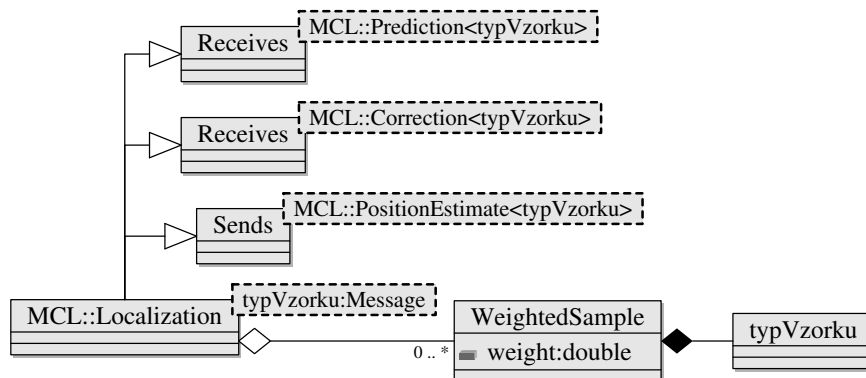 MCL::Prediction<typVzorku>
Receives
MCL::Correction<typVzorku>
Receives
MCL::PositionEstimate<typVzorku>
Sends
typVzorku:Message
MCL::Localization
WeightedSample
typVzorku
0 .. *
weight:double